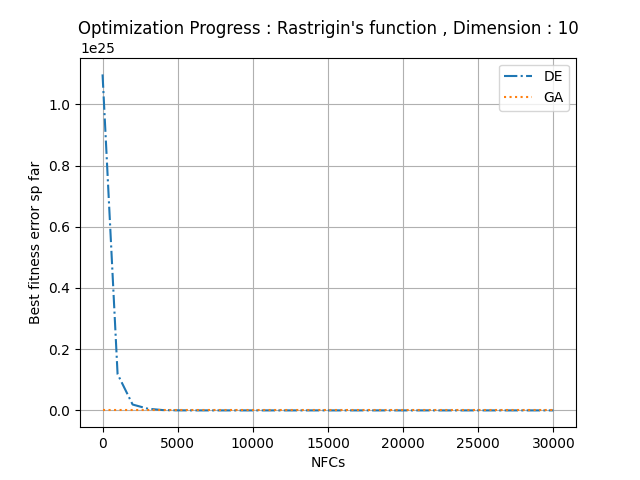 Optimization Progress : Rastrigin's function , Dimension : 10
1e25
DE
GA
1.0
0.8
0.6
0.4
0.2
0.0
Best fitness error sp far
0 5000 10000 15000 20000 25000 30000
NFCs